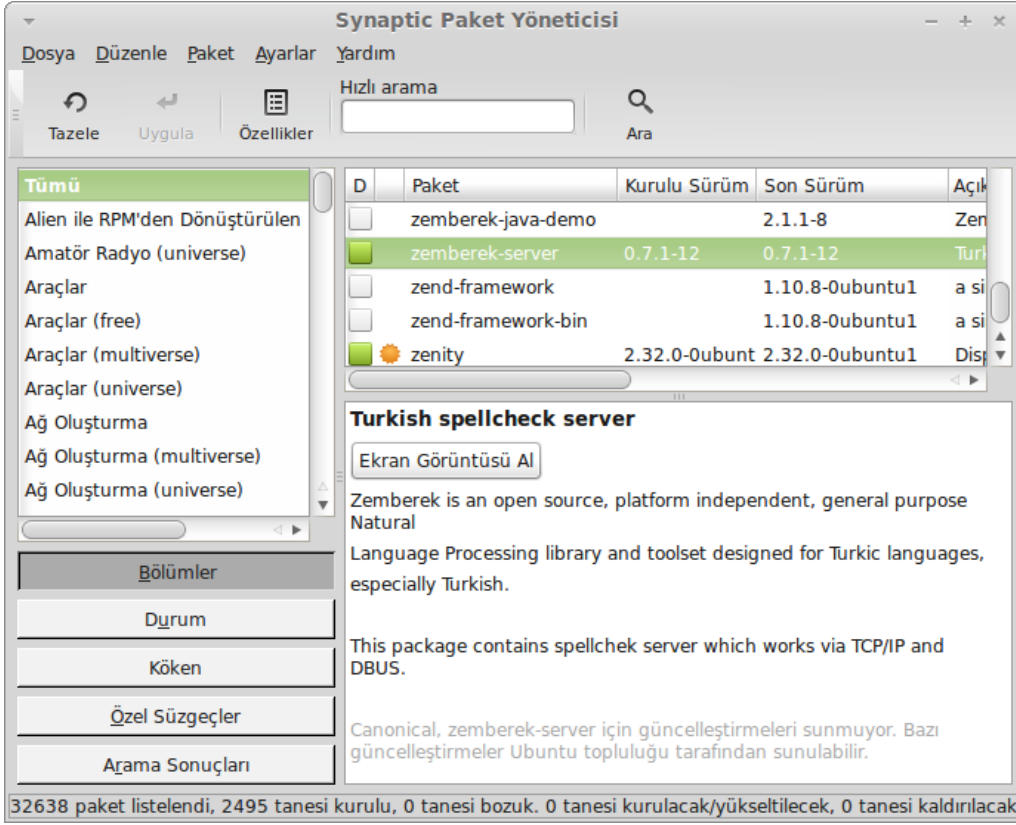 Synaptic Paket Yöneticisi
Dosya Düzenle Paket Ayarlar Yardım
Tazele
Uygula
Özellikler
Hızlı arama
Ara
Tümü
Alien ile RPM'den Dönüştürülen
Amatör Radyo (universe)
Araçlar
Araçlar (free)
Araçlar (multiverse)
Araçlar (universe)
Ağ Oluşturma
Ağ Oluşturma (multiverse)
Ağ Oluşturma (universe)
Bölümler
Durum
Köken
Özel Süzgeçler
Arama Sonuçları
D Paket Kurulu Sürüm Son Sürüm Açık
zemberek-java-demo 2.1.1-8 Zem
zemberek-server 0.7.1-12 0.7.1-12 Turk
zend-framework 1.10.8-0ubuntu1 a si
zend-framework-bin 1.10.8-0ubuntu1 a si
zenity 2.32.0-0ubunt 2.32.0-0ubuntu1 Disp
Turkish spellcheck server
Ekran Görüntüsü Al
Zemberek is an open source, platform independent, general purpose
Natural
Language Processing library and toolset designed for Turkic languages,
especially Turkish.
This package contains spellchek server which works via TCP/IP and
DBUS.
Canonical, zemberek-server için güncelleştirmeleri sunmuyor. Bazı
güncelleştirmeler Ubuntu topluluğu tarafından sunulabilir.
32638 paket listelendi, 2495 tanesi kurulu, 0 tanesi bozuk. 0 tanesi kurulacak/yükseltilecek, 0 tanesi kaldırılacak